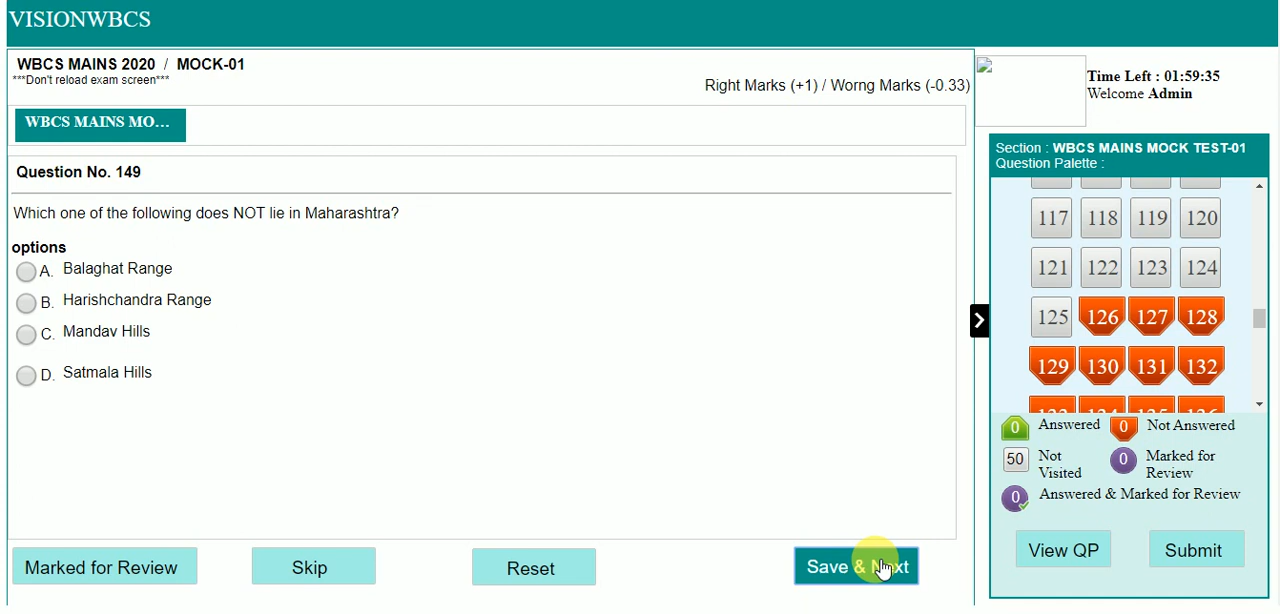 VISIONWBCS
WBCS MAINS 2020 / MOCK-01
***Don't reload exam screen***
Right Marks (+1) / Worng Marks (-0.33)
Time Left : 01:59:35
Welcome Admin
WBCS MAINS MO...
Section : WBCS MAINS MOCK TEST-01
Question Palette :
Question No. 149
Which one of the following does NOT lie in Maharashtra?
options
A. Balaghat Range
B. Harishchandra Range
C. Mandav Hills
D. Satmala Hills
117 118 119 120
121 122 123 124
125 126 127 128
129 130 131 132
0 Answered 0 Not Answered
50 Not Visited 0 Marked for Review
0 Answered & Marked for Review
View QP Submit
Marked for Review Skip Reset Save & Next